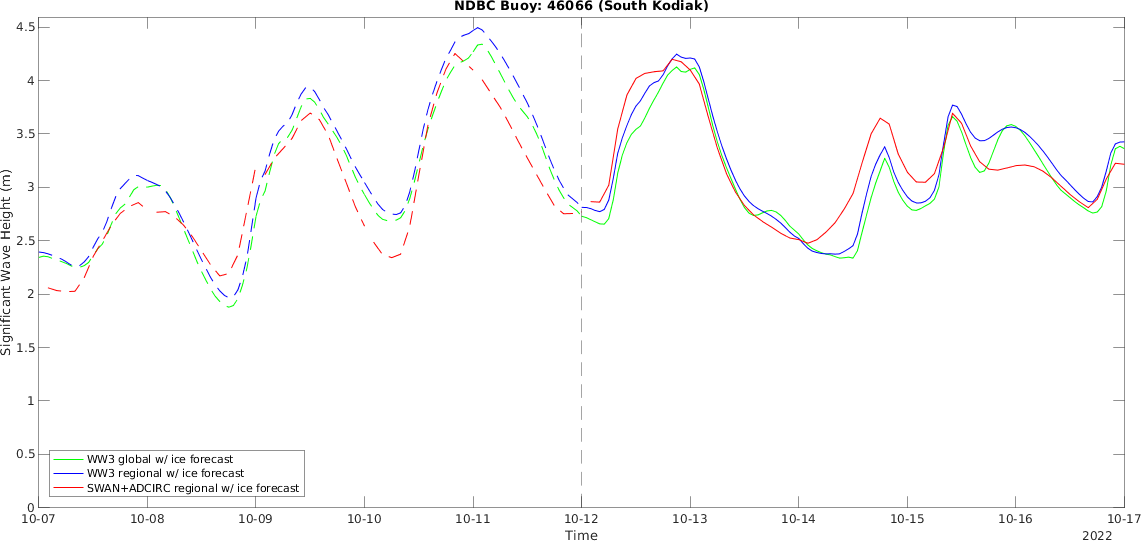 NDBC Buoy: 46066 (South Kodiak)
Significant Wave Height (m)
4.5
4
3.5
3
2.5
2
1.5
1
0.5
0
WW3 global w/ ice forecast
WW3 regional w/ ice forecast
SWAN+ADCIRC regional w/ ice forecast
10-07 10-08 10-09 10-10 10-11 10-12 10-13 10-14 10-15 10-16 10-17
Time
2022